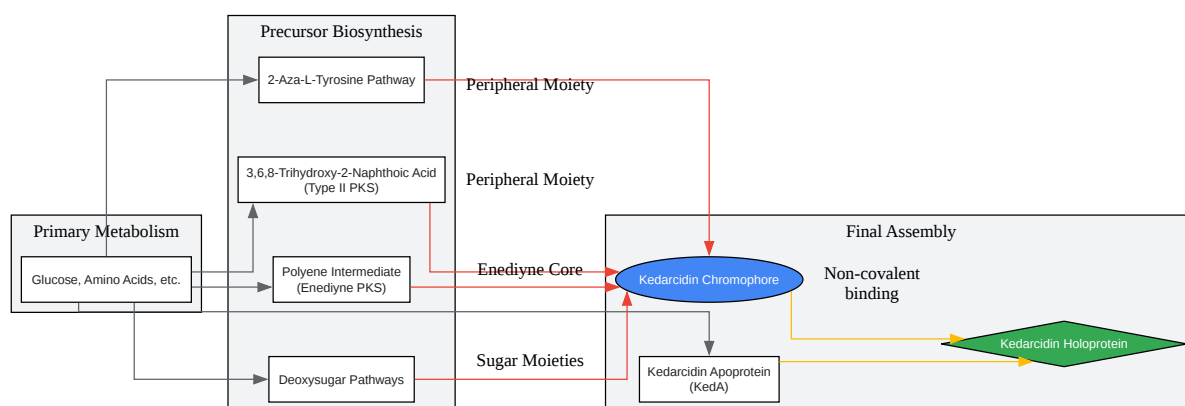 Precursor Biosynthesis
2-Aza-L-Tyrosine Pathway
Peripheral Moiety
3,6,8-Trihydroxy-2-Naphthoic Acid
(Type II PKS)
Peripheral Moiety
Primary Metabolism
Glucose, Amino Acids, etc.
Polyene Intermediate
(Enediyne PKS)
Enediyne Core
Deoxysugar Pathways
Sugar Moieties
Final Assembly
Kedarcidin Chromophore
Non-covalent
binding
Kedarcidin Apoprotein
(KedA)
Kedarcidin Holoprotein